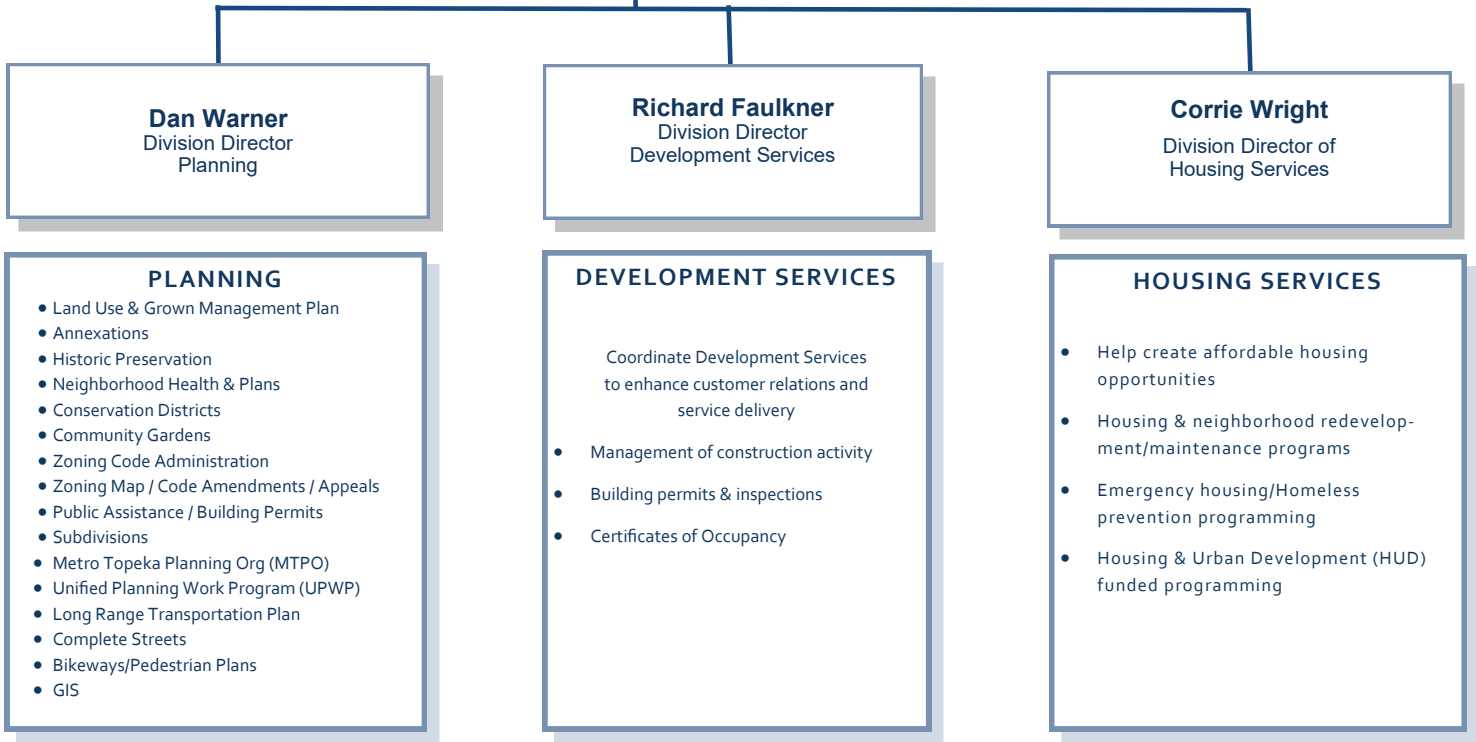 Dan Warner
Division Director
Planning
Richard Faulkner
Division Director
Development Services
Corrie Wright
Division Director of
Housing Services
PLANNING
• Land Use & Grown Management Plan
• Annexations
• Historic Preservation
• Neighborhood Health & Plans
• Conservation Districts
• Community Gardens
• Zoning Code Administration
• Zoning Map / Code Amendments / Appeals
• Public Assistance / Building Permits
• Subdivisions
• Metro Topeka Planning Org (MTPO)
• Unified Planning Work Program (UPWP)
• Long Range Transportation Plan
• Complete Streets
• Bikeways/Pedestrian Plans
• GIS
DEVELOPMENT SERVICES
Coordinate Development Services
to enhance customer relations and
service delivery
• Management of construction activity
• Building permits & inspections
• Certificates of Occupancy
HOUSING SERVICES
• Help create affordable housing
opportunities
• Housing & neighborhood redevelop-
ment/maintenance programs
• Emergency housing/Homeless
prevention programming
• Housing & Urban Development (HUD)
funded programming